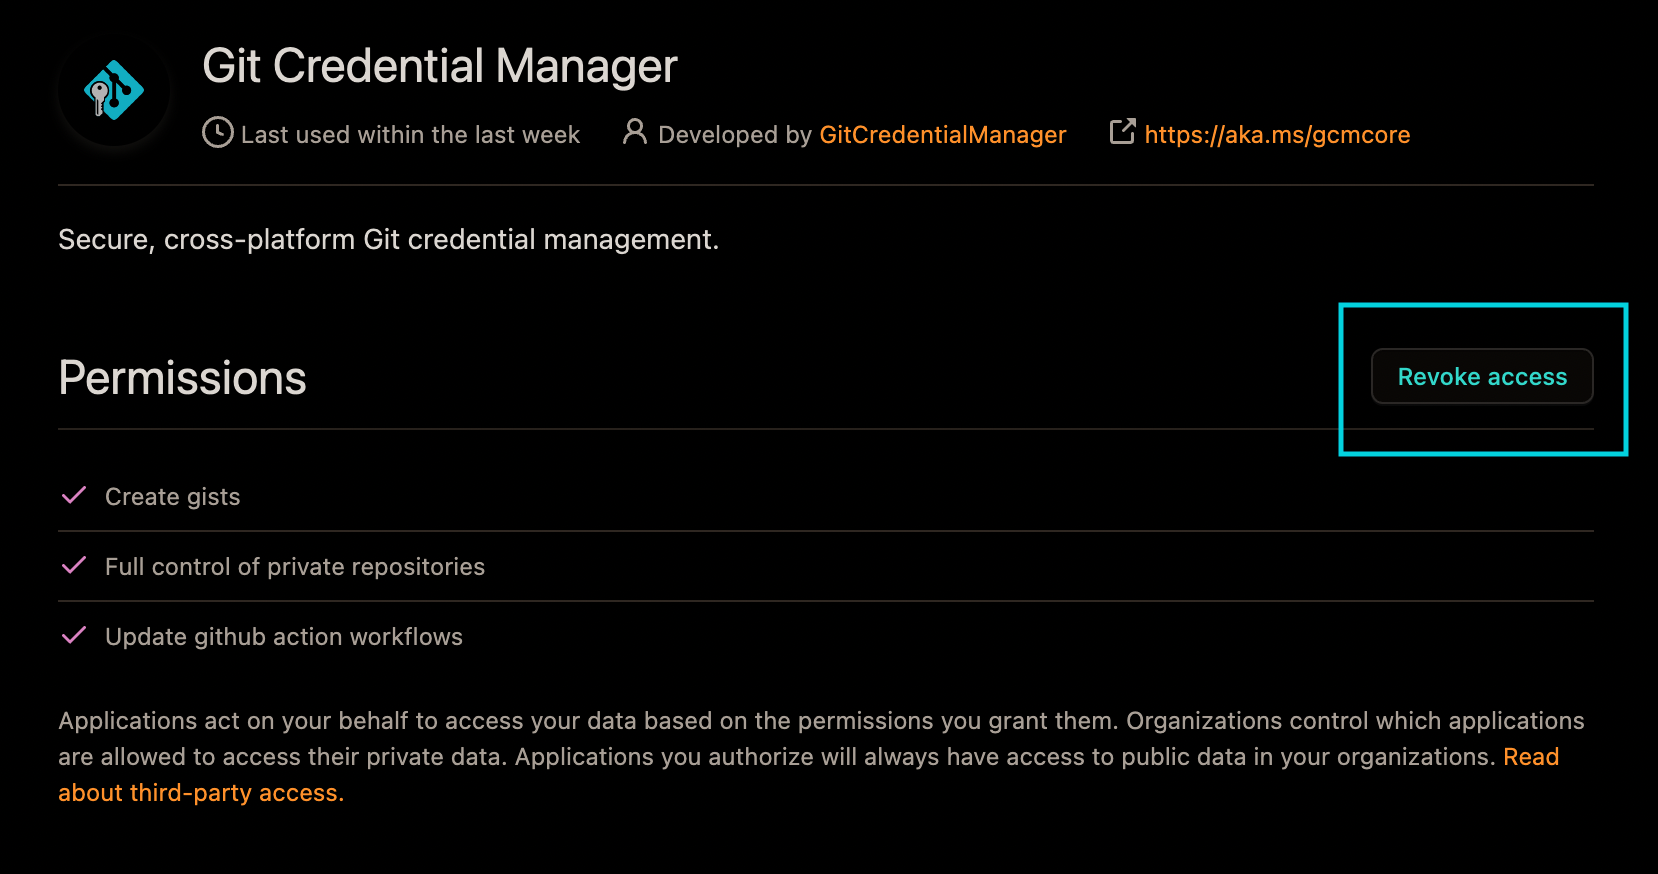 Git Credential Manager
Last used within the last week Developed by GitCredentialManager https://aka.ms/gcmcore
Secure, cross-platform Git credential management.
Permissions
Revoke access
Create gists
Full control of private repositories
Update github action workflows
Applications act on your behalf to access your data based on the permissions you grant them. Organizations control which applications
are allowed to access their private data. Applications you authorize will always have access to public data in your organizations. Read
about third-party access.